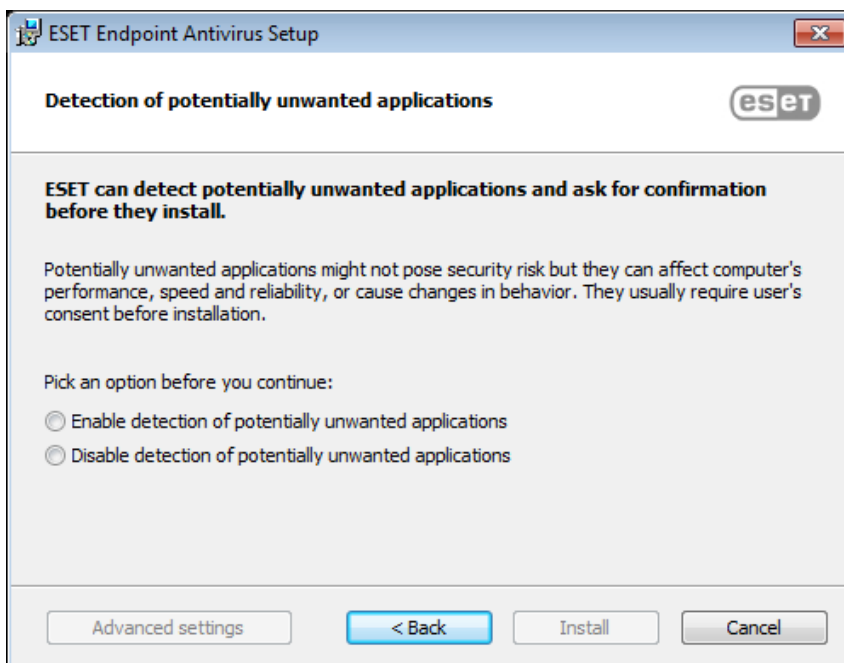 ESET Endpoint Antivirus Setup
Detection of potentially unwanted applications
eseT
ESET can detect potentially unwanted applications and ask for confirmation
before they install.
Potentially unwanted applications might not pose security risk but they can affect computer's
performance, speed and reliability, or cause changes in behavior. They usually require user's
consent before installation.
Pick an option before you continue:
Enable detection of potentially unwanted applications
Disable detection of potentially unwanted applications
Advanced settings
< Back
Install
Cancel